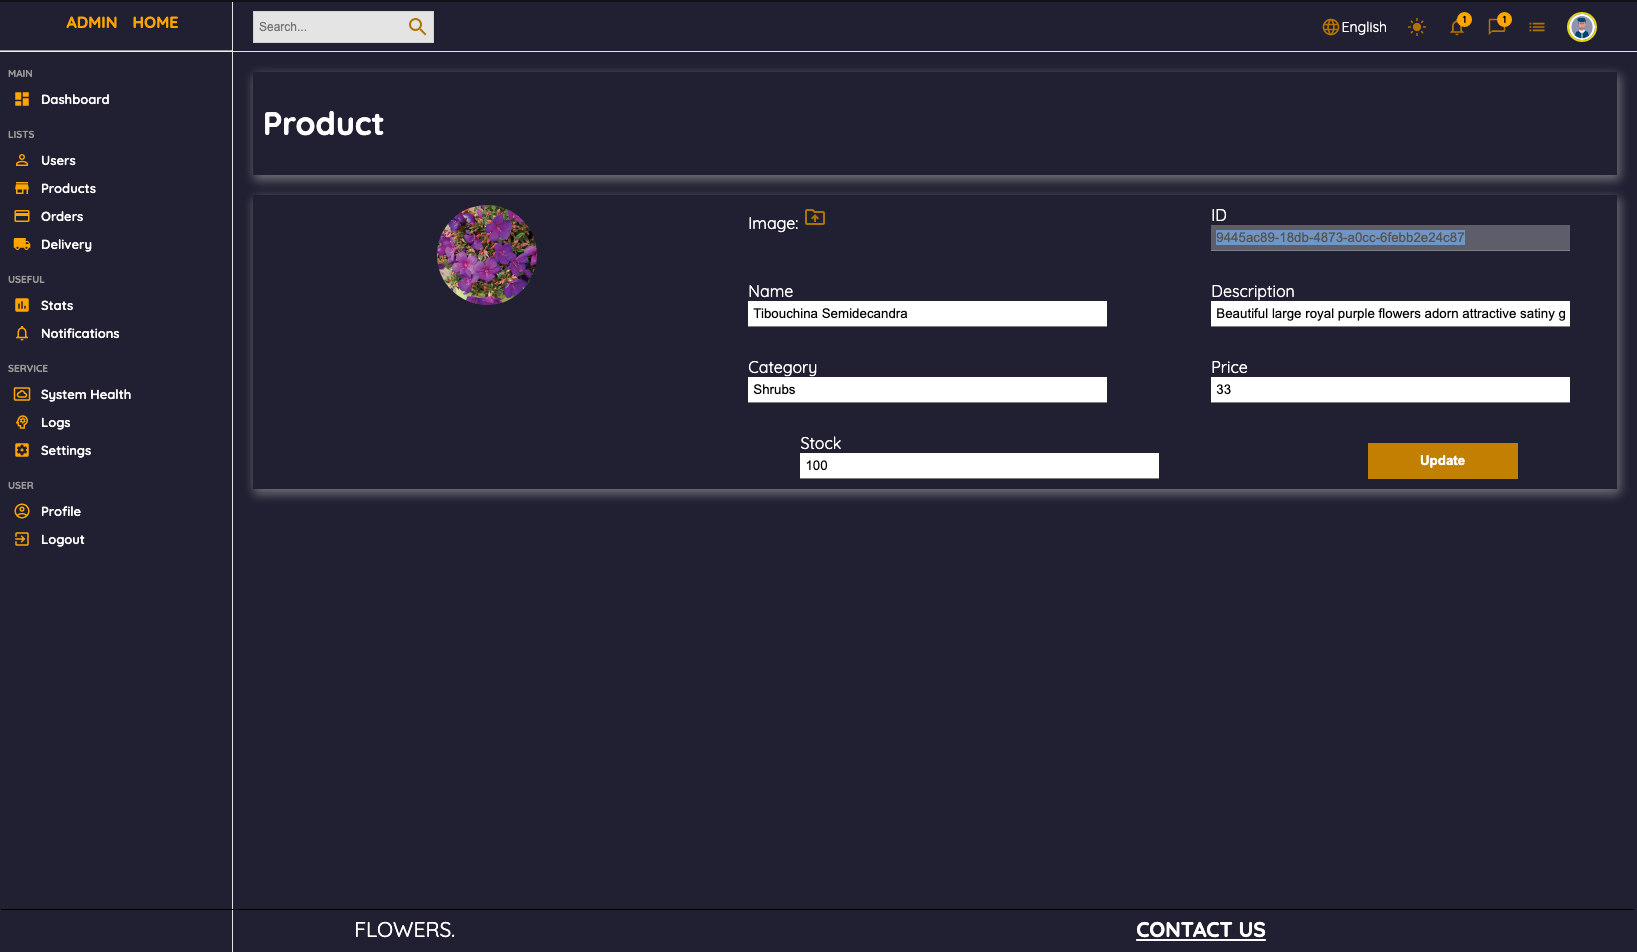 ADMIN HOME
Search...
English
1
1
MAIN
Dashboard
LISTS
Users
Products
Orders
Delivery
USEFUL
Stats
Notifications
SERVICE
System Health
Logs
Settings
USER
Profile
Logout
Product
Image:
ID
9445ac89-18db-4873-a0cc-6febb2e24c87
Name
Tibouchina Semidecandra
Description
Beautiful large royal purple flowers adorn attractive satiny g
Category
Shrubs
Price
33
Stock
100
Update
FLOWERS.
CONTACT US